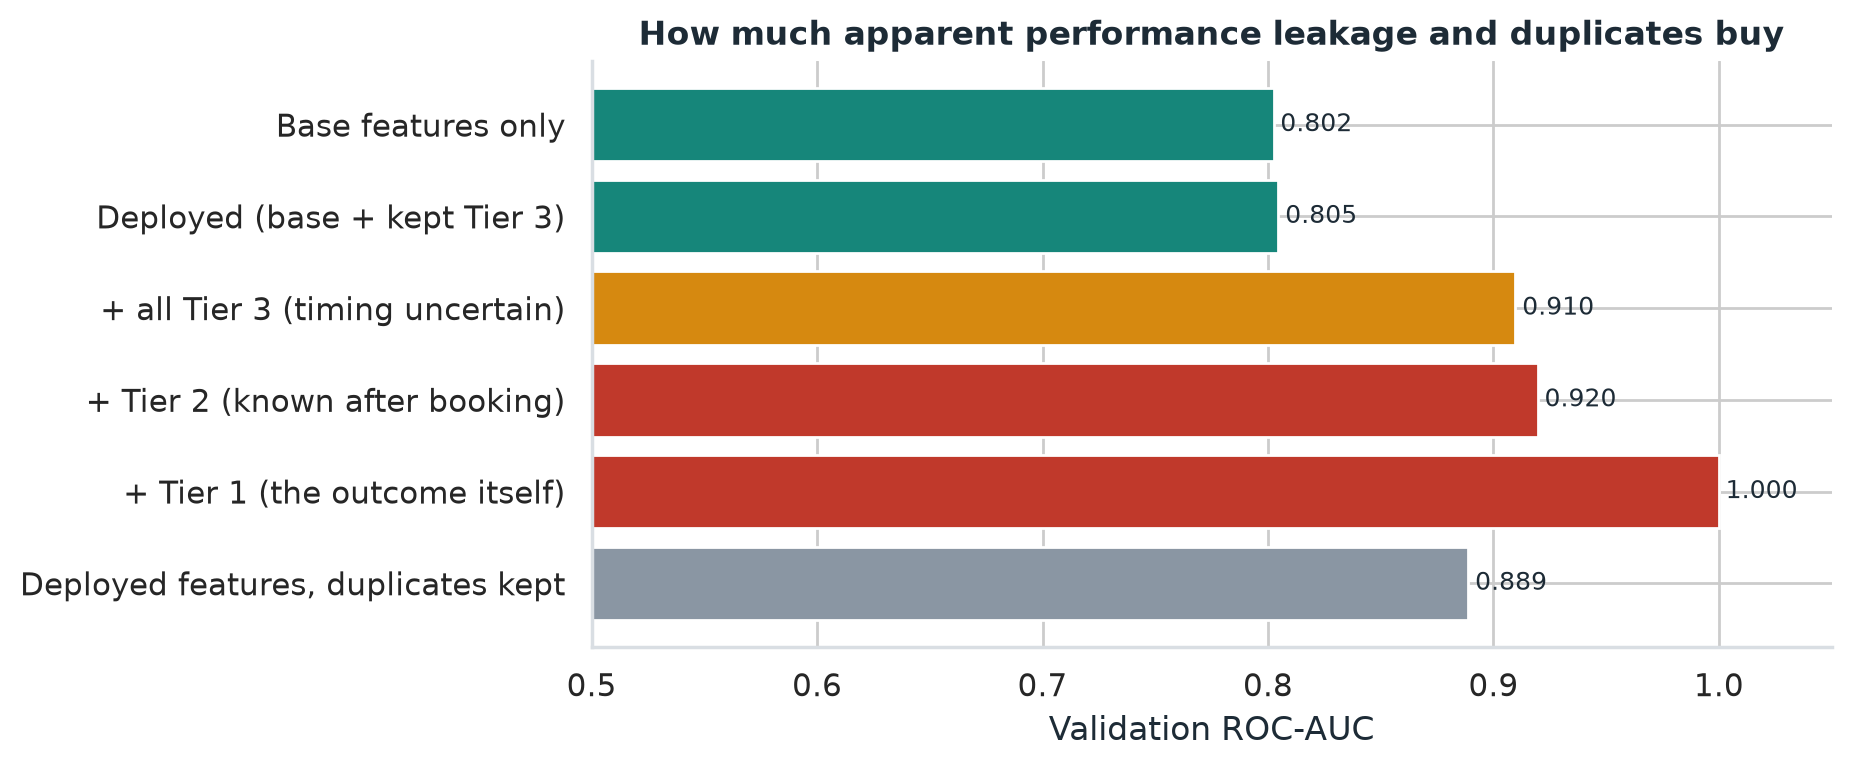 How much apparent performance leakage and duplicates buy
Base features only
0.802
Deployed (base + kept Tier 3)
0.805
+ all Tier 3 (timing uncertain)
0.910
+ Tier 2 (known after booking)
0.920
+ Tier 1 (the outcome itself)
1.000
Deployed features, duplicates kept
0.889
0.5 0.6 0.7 0.8 0.9 1.0
Validation ROC-AUC